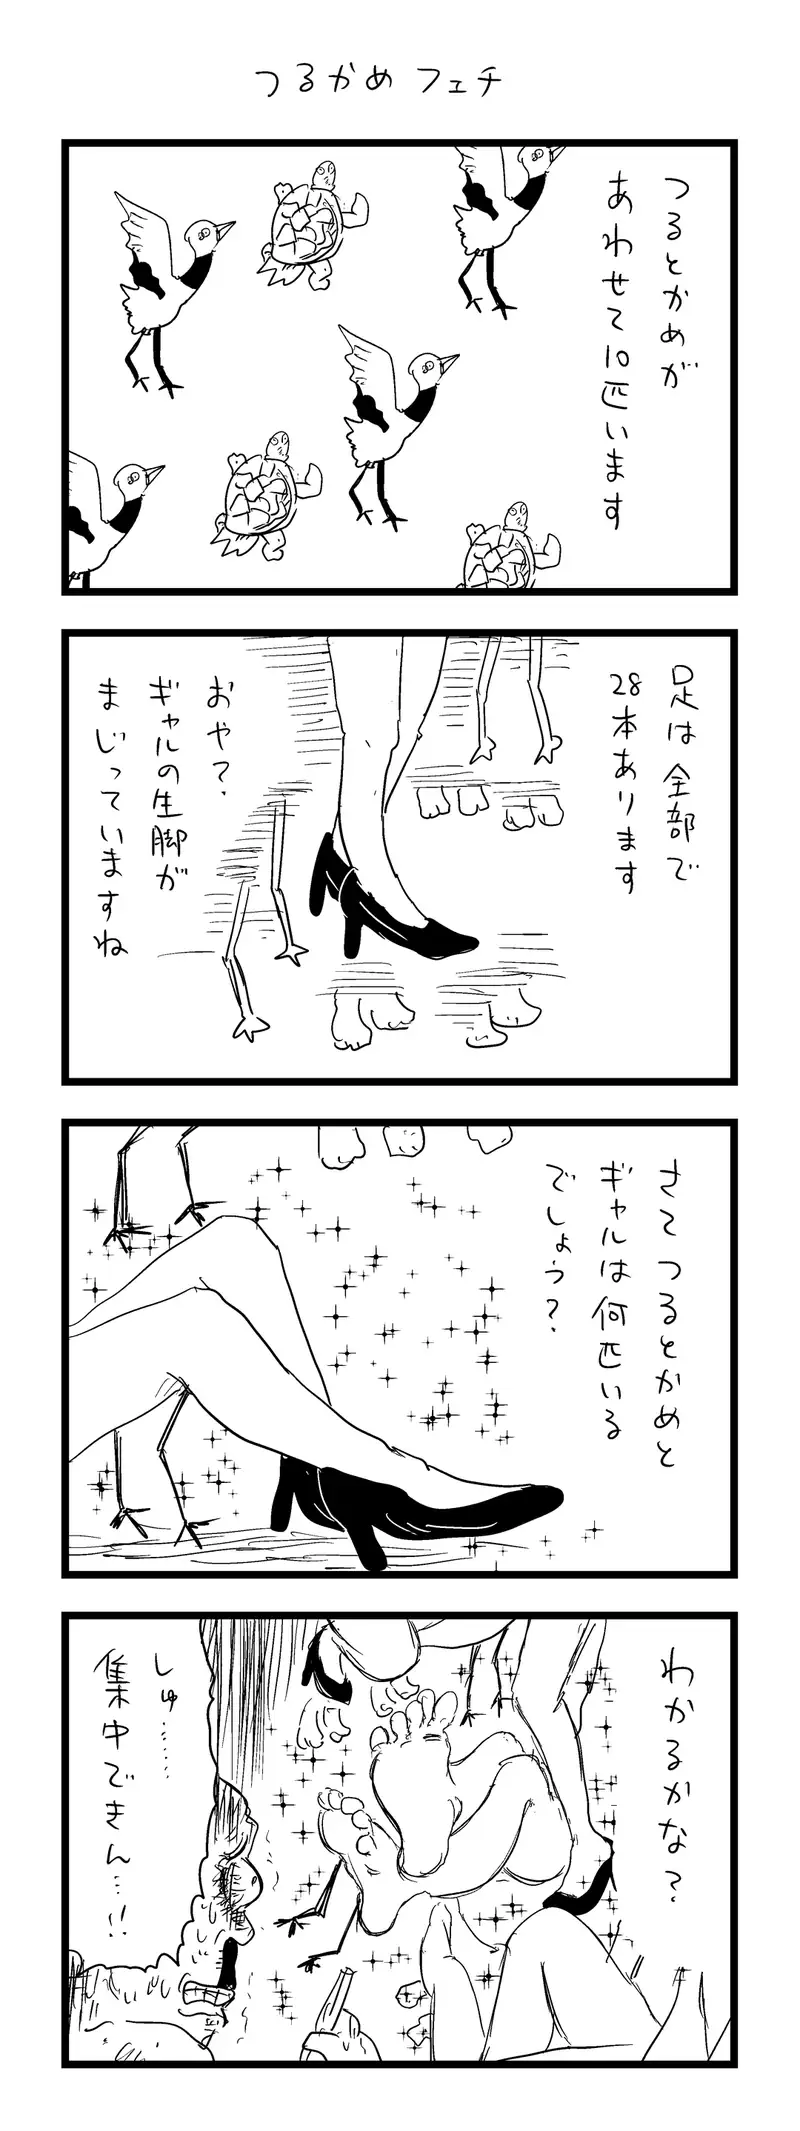 つるかめ フェチ
つるとかめが
あわせて10匹います
足は全部で
28本あります
おや?
ギャルの生脚が
まじっていますね
さて つるとかめと
ギャルは何匹いる
でしょう?
わかるかな?
しゅ……
集中できん…!!